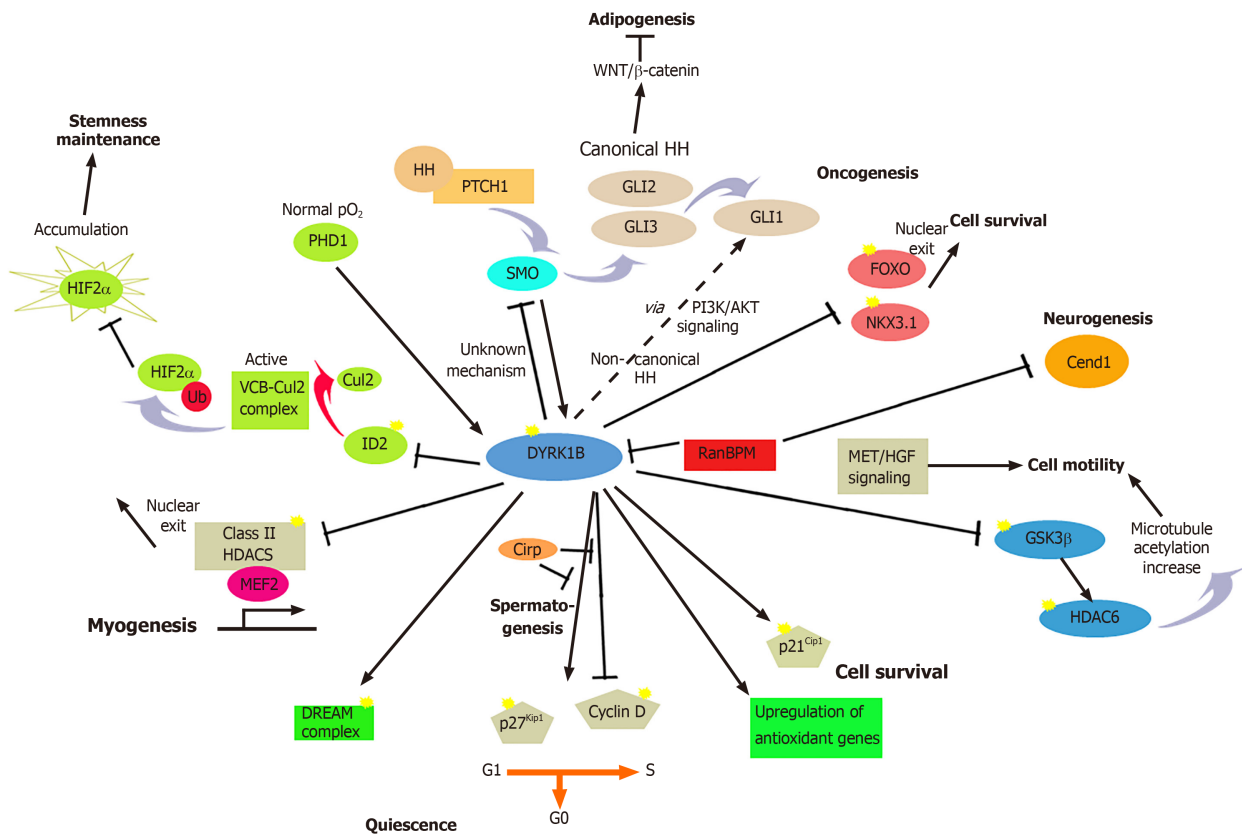 Adipogenesis
WNT/β-catenin
Canonical HH
Stemness
maintenance
Accumulation
HIF2α
HIF2α
Ub
Active
VCB-Cul2
complex
Cul2
ID2
Normal pO2
PHD1
HH
PTCH1
SMO
GLI2
GLI3
GLI1
Oncogenesis
Nuclear
exit
Cell survival
FOXO
NKX3.1
via PI3K/AKT
signaling
Non-canonical
HH
Unknown
mechanism
Neurogenesis
Cend1
DYRK1B
RanBPM
MET/HGF
signaling
Cell motility
Microtubule
acetylation
increase
GSK3β
HDAC6
Nuclear
exit
Class II
HDACS
MEF2
Myogenesis
Cirp
Spermato-
genesis
DREAM
complex
p27Kip1
Cyclin D
p21Cip1
Cell survival
Upregulation of
antioxidant genes
G1
S
G0
Quiescence